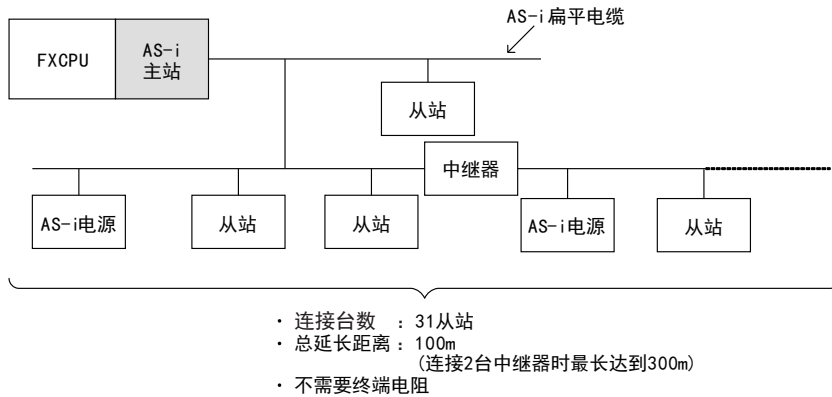 AS-i扁平电缆
FXCPU
AS-i
主站
从站
中继器
AS-i电源
从站
从站
AS-i电源
从站
・ 连接台数 : 31从站
・ 总延长距离 : 100m
(连接2台中继器时最长达到300m)
・ 不需要终端电阻